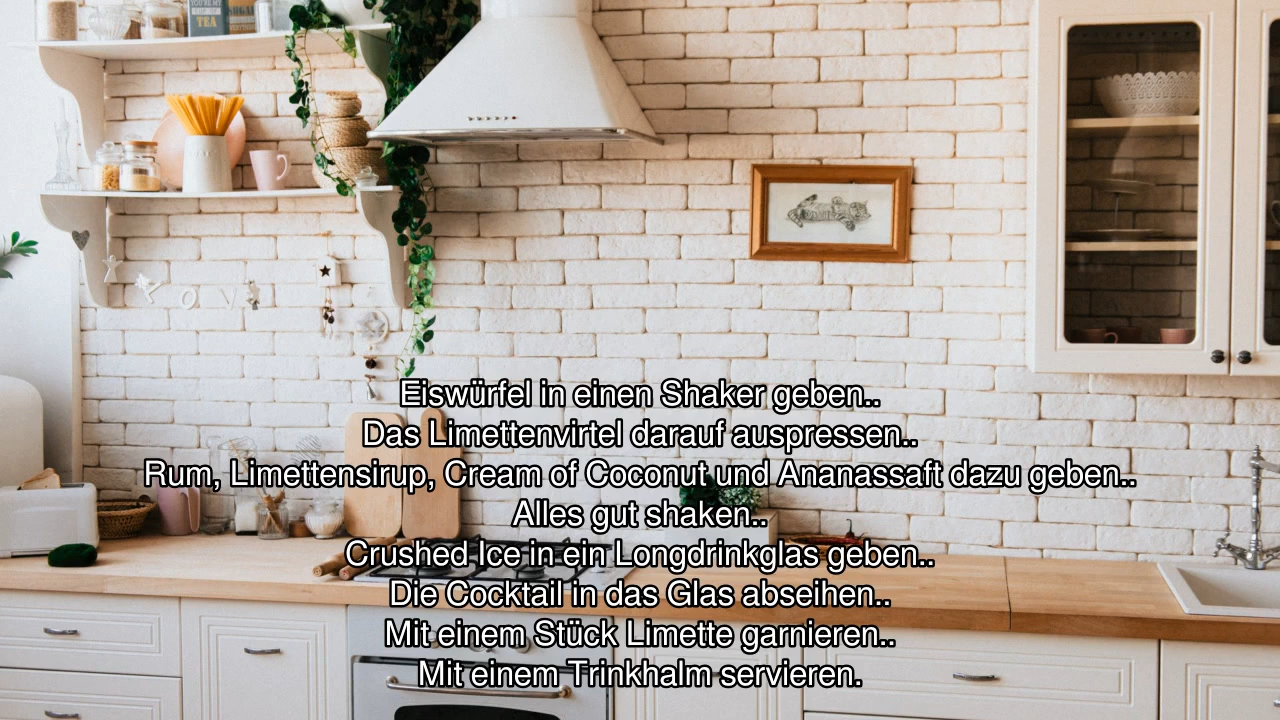 TEA
Eiswürfel in einen Shaker geben..
Das Limettenvirtel darauf auspressen..
Rum, Limettensirup, Cream of Coconut und Ananassaft dazu geben..
Alles gut shaken..
Crushed Ice in ein Longdrinkglas geben..
Die Cocktail in das Glas abseihen..
Mit einem Stück Limette garnieren..
Mit einem Trinkhalm servieren.